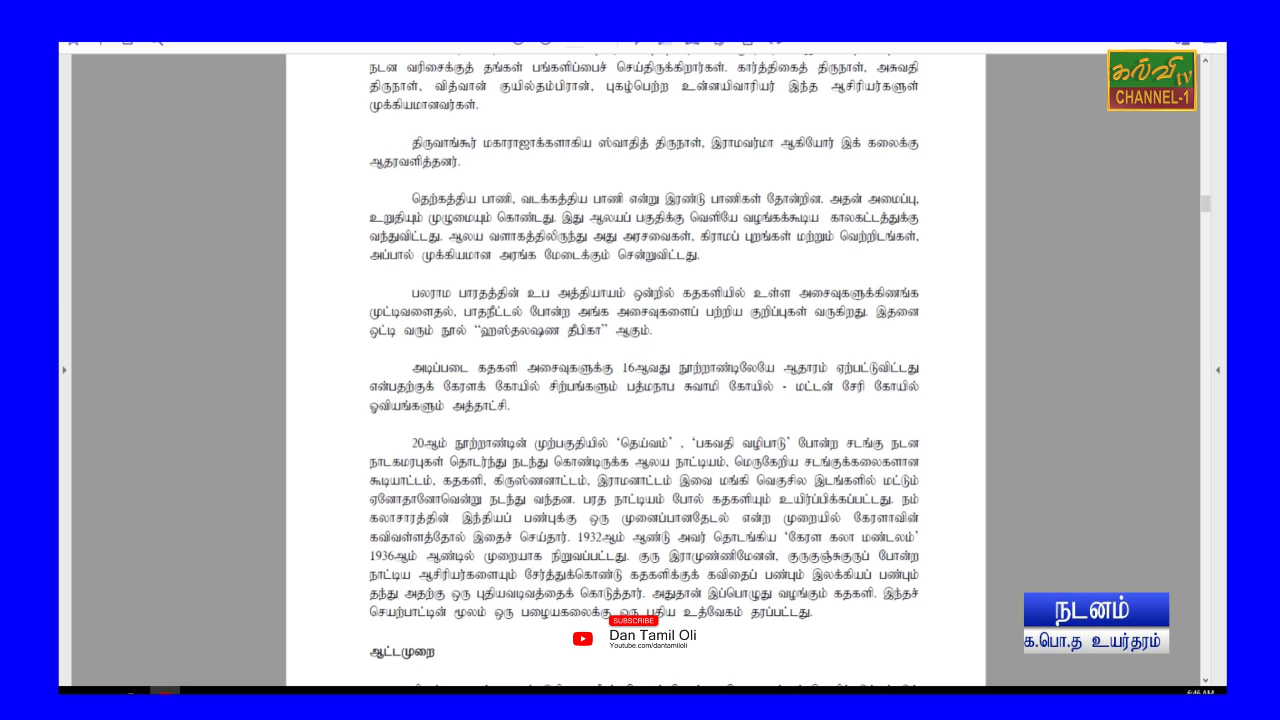 நடன வரிசைக்குத் தங்கள் பங்களிப்பைச் செய்திருக்கிறார்கள். கார்த்திகைத் திருநாள், அசுவதி
திருநாள், வித்வான் குயில்தம்பிரான், புகழ்பெற்ற உன்னயிவாரியர் இந்த ஆசிரியர்களுள்
முக்கியமானவர்கள்.
திருவாங்கூர் மகாராஜாக்களாகிய ஸ்வாதித் திருநாள், இராமவர்மா ஆகியோர் இக் கலைக்கு
ஆதரவளித்தனர்.
தெற்கத்திய பாணி, வடக்கத்திய பாணி என்று இரண்டு பாணிகள் தோன்றின. அதன் அமைப்பு,
உறுதியும் முழுமையும் கொண்டது. இது ஆலயப் பகுதிக்கு வெளியே வழங்கக்கூடிய காலகட்டத்துக்கு
வந்துவிட்டது. ஆலய வளாகத்திலிருந்து அது அரசவைகள், கிராமப் புறங்கள் மற்றும் வெற்றிடங்கள்,
அப்பால் முக்கியமான அரங்க மேடைக்கும் சென்றுவிட்டது.
பலராம பாரதத்தின் உப அத்தியாயம் ஒன்றில் கதகளியில் உள்ள அசைவுகளுக்கிணங்க
முட்டிவளைதல், பாதநீட்டல் போன்ற அங்க அசைவுகளைப் பற்றிய குறிப்புகள் வருகிறது. இதனை
ஒட்டி வரும் நூல் “ஹஸ்தலஷண தீபிகா” ஆகும்.
அடிப்படை கதகளி அசைவுகளுக்கு 16ஆவது நூற்றாண்டிலேயே ஆதாரம் ஏற்பட்டுவிட்டது
என்பதற்குக் கேரளக் கோயில் சிற்பங்களும் பத்மநாப சுவாமி கோயில் - மட்டன் சேரி கோயில்
ஓவியங்களும் அத்தாட்சி.
20ஆம் நூற்றாண்டின் முற்பகுதியில் ‘தெய்வம்’ , ‘பகவதி வழிபாடு’ போன்ற சடங்கு நடன
நாடகமரபுகள் தொடர்ந்து நடந்து கொண்டிருக்க ஆலய நாட்டியம், மெருகேறிய சடங்குக்கலைகளான
கூடியாட்டம், கதகளி, கிருஸ்ணனாட்டம், இராமனாட்டம் இவை மங்கி வெகுசில இடங்களில் மட்டும்
ஏனோதானோவென்று நடந்து வந்தன. பரத நாட்டியம் போல் கதகளியும் உயிர்ப்பிக்கப்பட்டது. நம்
கலாசாரத்தின் இந்தியப் பண்புக்கு ஒரு முனைப்பானதேடல் என்ற முறையில் கேரளாவின்
கவிவள்ளத்தோல் இதைச் செய்தார். 1932ஆம் ஆண்டு அவர் தொடங்கிய ‘கேரள கலா மண்டலம்’
1936ஆம் ஆண்டில் முறையாக நிறுவப்பட்டது. குரு இராமுண்ணிமேனன், குருகுஞ்சுகுருப் போன்ற
நாட்டிய ஆசிரியர்களையும் சேர்த்துக்கொண்டு கதகளிக்குக் கவிதைப் பண்பும் இலக்கியப் பண்பும்
தந்து அதற்கு ஒரு புதியவடிவத்தைக் கொடுத்தார். அதுதான் இப்பொழுது வழங்கும் கதகளி. இந்தச்
செயற்பாட்டின் மூலம் ஒரு பழையகலைக்கு ஒரு புதிய உத்வேகம் தரப்பட்டது.
ஆட்டமுறை
கல்வி TV
CHANNEL-1
நடனம்
க.பொ.த உயர்தரம்
SUBSCRIBE
Dan Tamil Oli
Youtube.com/dantamiloli